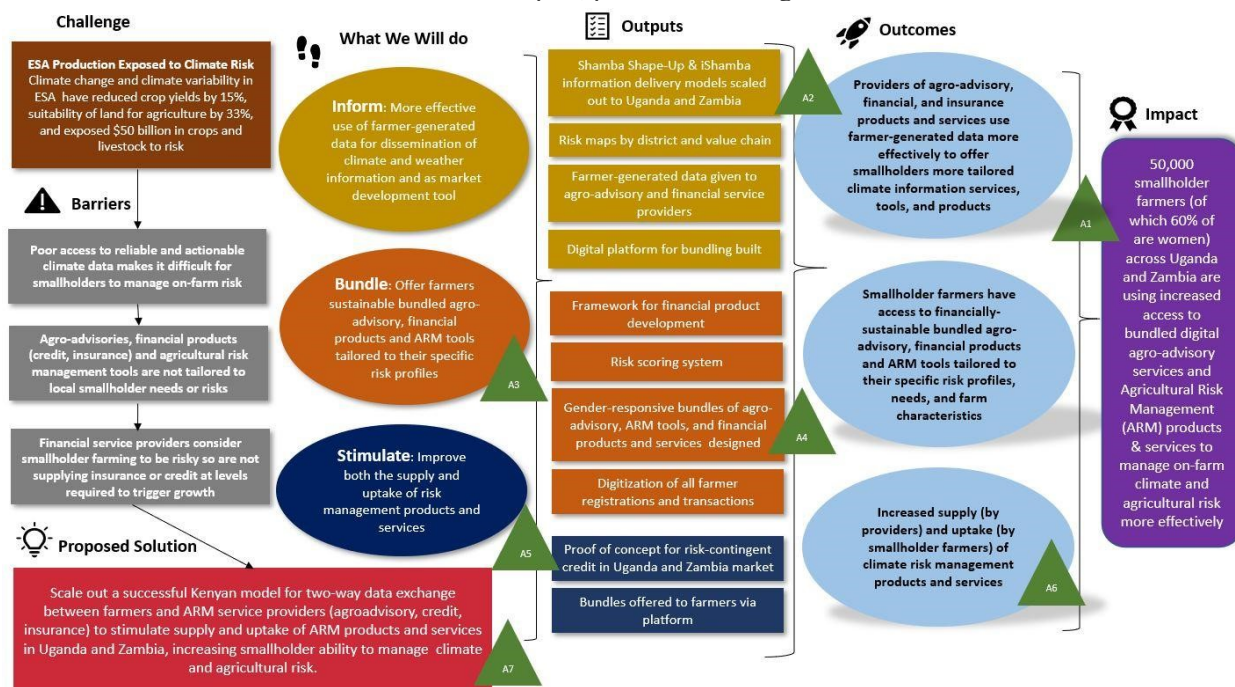 Challenge
ESA Production Exposed to Climate Risk
Climate change and climate variability in
ESA have reduced crop yields by 15%,
suitability of land for agriculture by 33%,
and exposed $50 billion in crops and
livestock to risk
Barriers
Poor access to reliable and actionable
climate data makes it difficult for
smallholders to manage on-farm risk
Agro-advisories, financial products
(credit, insurance) and agricultural risk
management tools are not tailored to
local smallholder needs or risks
Financial service providers consider
smallholder farming to be risky so are not
supplying insurance or credit at levels
required to trigger growth
Proposed Solution
Scale out a successful Kenyan model for two-way data exchange
between farmers and ARM service providers (agroadvisory, credit,
insurance) to stimulate supply and uptake of ARM products and services
in Uganda and Zambia, increasing smallholder ability to manage climate
and agricultural risk.
A7
What We Will do
Inform: More effective
use of farmer-generated
data for dissemination of
climate and weather
information and as market
development tool
Bundle: Offer farmers
sustainable bundled agro-
advisory, financial
products and ARM tools
tailored to their specific
risk profiles
A3
Stimulate: Improve
both the supply and
uptake of risk
management products and
services
A5
Outputs
Shamba Shape-Up & iShamba
information delivery models scaled
out to Uganda and Zambia
A2
Risk maps by district and value chain
Farmer-generated data given to
agro-advisory and financial service
providers
Digital platform for bundling built
Framework for financial product
development
Risk scoring system
Gender-responsive bundles of agro-
advisory, ARM tools, and financial
products and services designed
A4
Digitization of all farmer
registrations and transactions
Proof of concept for risk-contingent
credit in Uganda and Zambia market
Bundles offered to farmers via
platform
Outcomes
Providers of agro-advisory,
financial, and insurance
products and services use
farmer-generated data more
effectively to offer
smallholders more tailored
climate information services,
tools, and products
A1
Smallholder farmers have
access to financially-
sustainable bundled agro-
advisory, financial products
and ARM tools tailored to
their specific risk profiles,
needs, and farm
characteristics
Increased supply (by
providers) and uptake (by
smallholder farmers) of
climate risk management
products and services
A6
Impact
50,000
smallholder
farmers (of
which 60% of
are women)
across Uganda
and Zambia are
using increased
access to
bundled digital
agro-advisory
services and
Agricultural Risk
Management
(ARM) products
& services to
manage on-farm
climate and
agricultural risk
more effectively